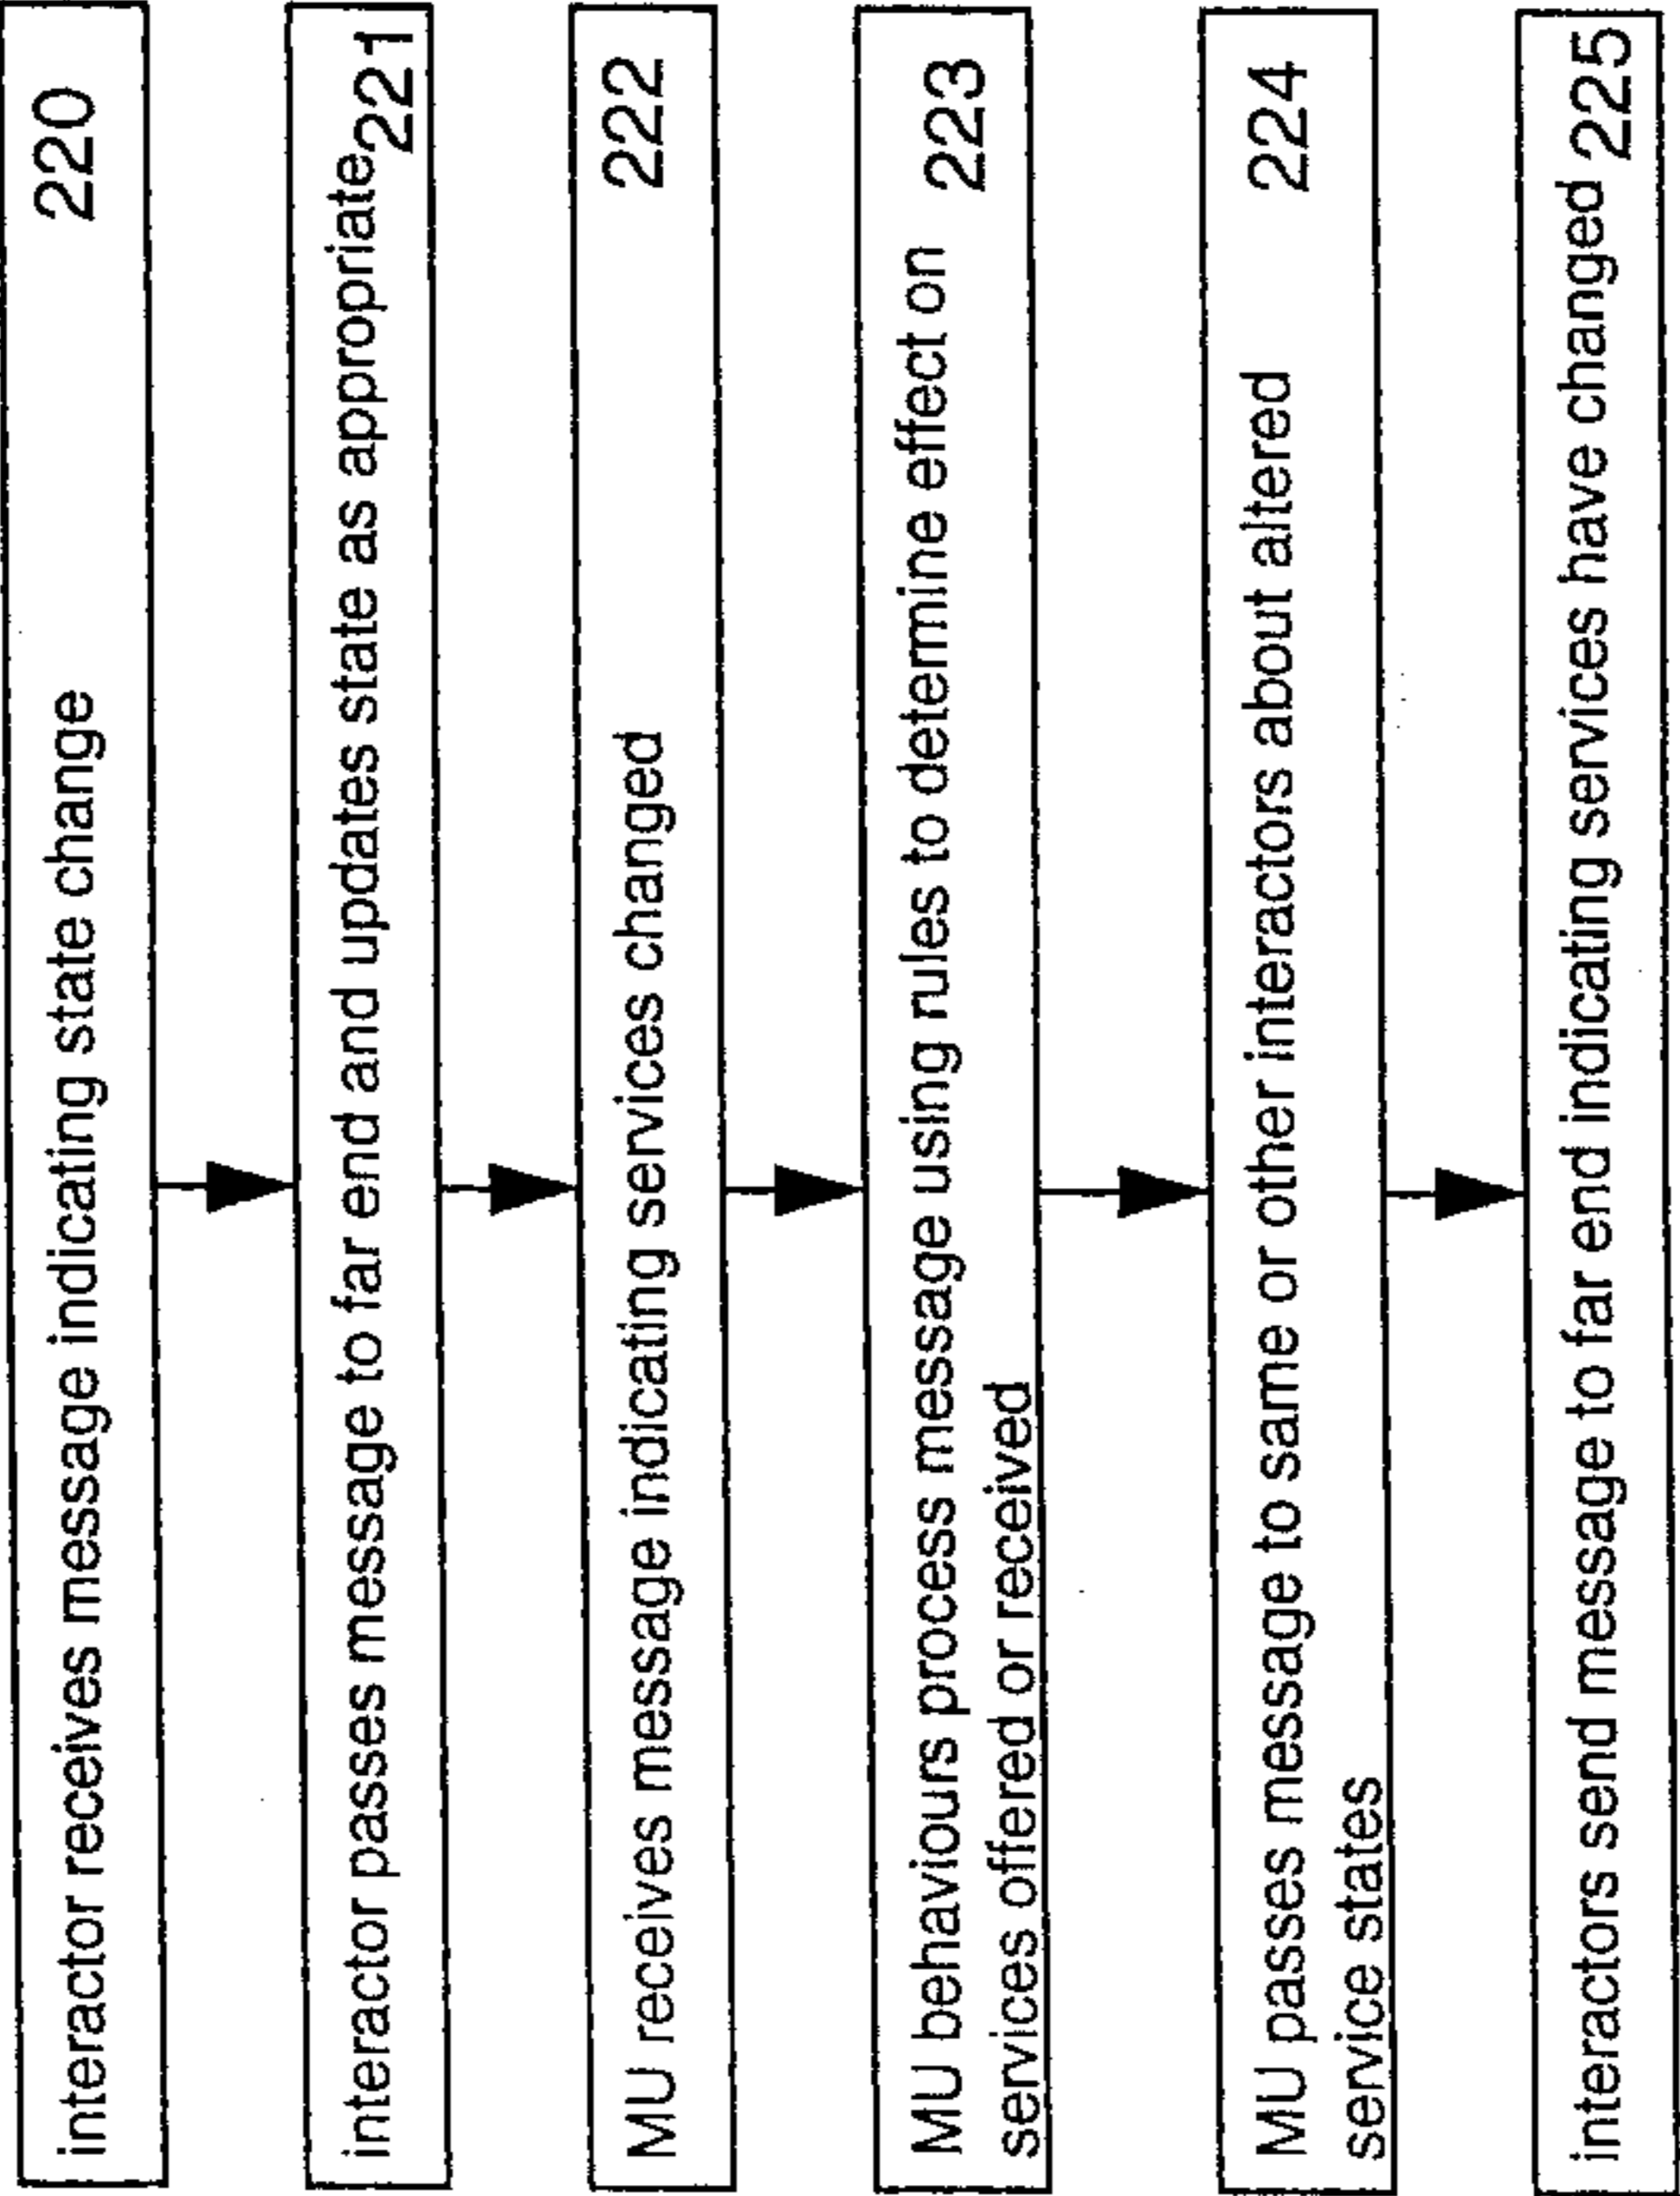 interactor receives message indicating state change 220
interactor passes message to far end and updates state as appropriate 221
MU receives message indicating services changed 222
MU behaviours process message using rules to determine effect on 223
services offered or received
MU passes message to same or other interactors about altered 224
service states
interactors send message to far end indicating services have changed 225